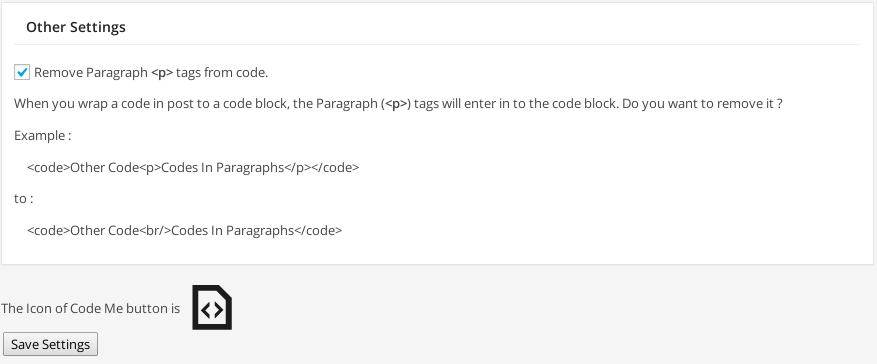 Other Settings
Remove Paragraph <p> tags from code.
When you wrap a code in post to a code block, the Paragraph (<p>) tags will enter in to the code block. Do you want to remove it ?
Example :
<code>Other Code<p>Codes In Paragraphs</p></code>
to :
<code>Other Code<br/>Codes In Paragraphs</code>
The Icon of Code Me button is
Save Settings